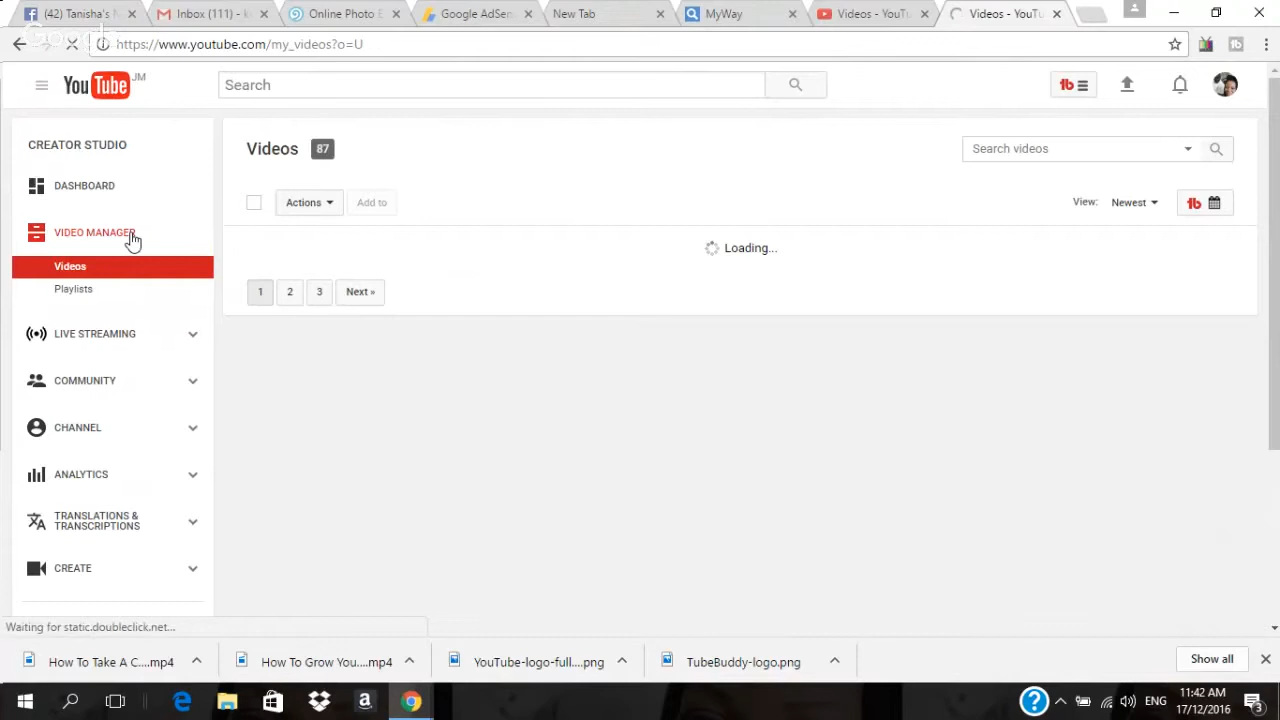 (42) Tanisha's N
Inbox (111) - k
Online Photo E
Google AdSen
New Tab
MyWay
Videos - YouTu
Videos - YouTu
Google
https://www.youtube.com/my_videos?o=U
YouTube JM
Search
CREATOR STUDIO
DASHBOARD
VIDEO MANAGER
Videos
Playlists
LIVE STREAMING
COMMUNITY
CHANNEL
ANALYTICS
TRANSLATIONS &
TRANSCRIPTIONS
CREATE
Videos 87
Search videos
Actions
Add to
View: Newest
Loading...
1 2 3 Next »
Waiting for static.doubleclick.net...
How To Take A C....mp4
How To Grow You....mp4
YouTube-logo-full....png
TubeBuddy-logo.png
Show all
ENG
11:42 AM
17/12/2016
3